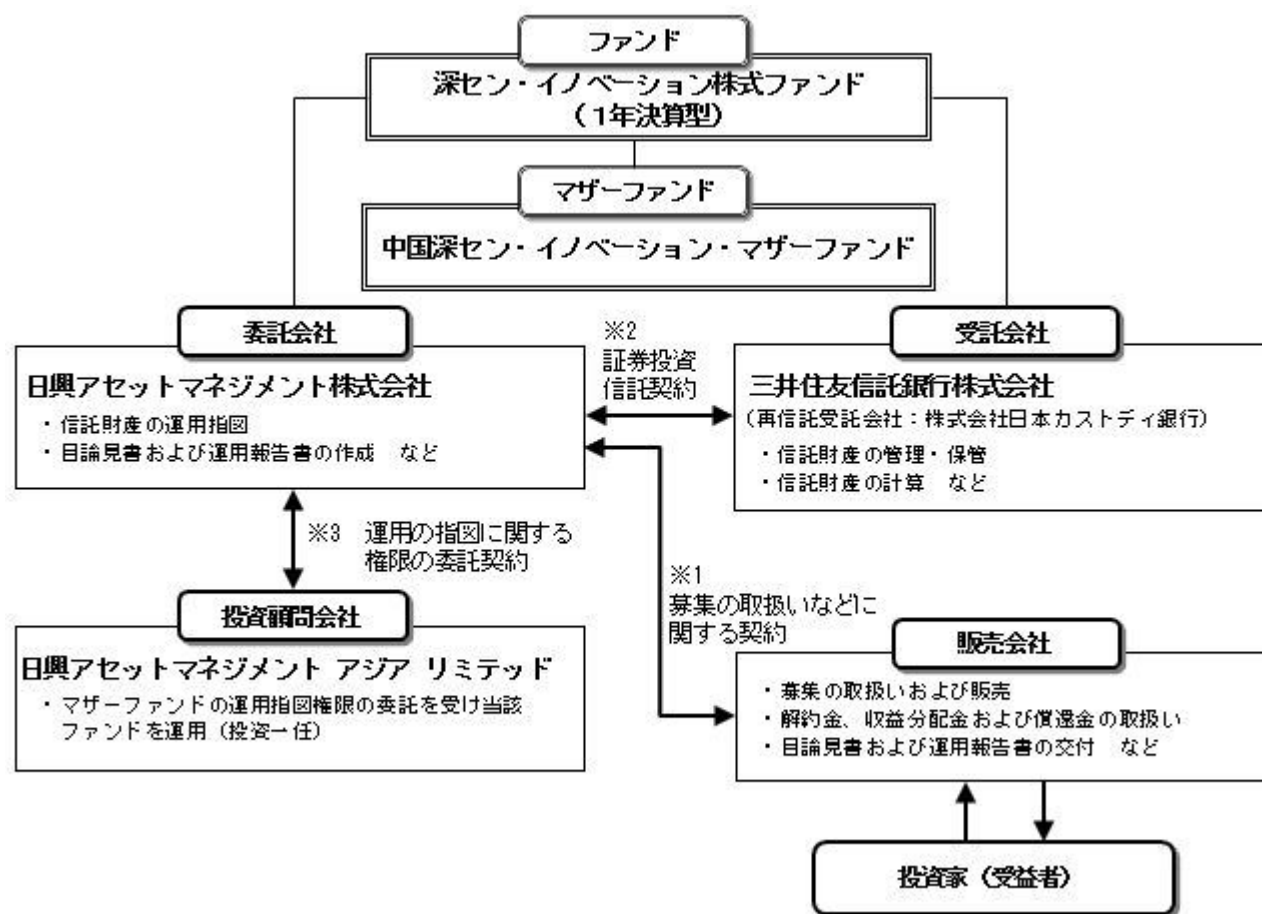 ファンド
深セン・イノベーション株式ファンド
(1年決算型)
マザーファンド
中国深セン・イノベーション・マザーファンド
委託会社
日興アセットマネジメント株式会社
・信託財産の運用指図
・目論見書および運用報告書の作成 など
※2
証券投資
信託契約
受託会社
三井住友信託銀行株式会社
(再信託受託会社:株式会社日本カストディ銀行)
・信託財産の管理・保管
・信託財産の計算 など
※3 運用の指図に関する
権限の委託契約
※1
募集の取扱いなどに
関する契約
投資顧問会社
日興アセットマネジメント アジア リミテッド
・マザーファンドの運用指図権限の委託を受け当該
ファンドを運用(投資一任)
販売会社
・募集の取扱いおよび販売
・解約金、収益分配金および償還金の取扱い
・目論見書および運用報告書の交付 など
投資家(受益者)